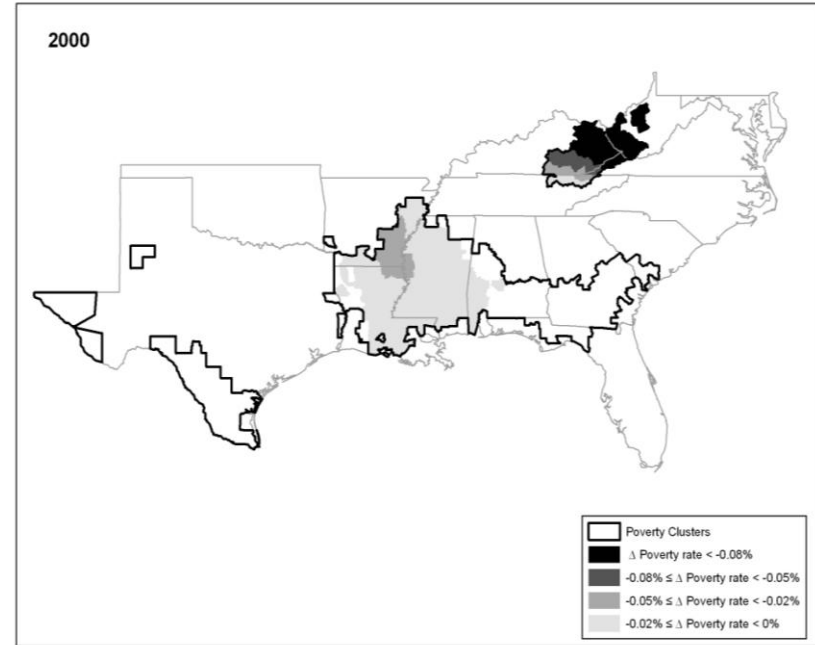 2000
Poverty Clusters
Δ Poverty rate < -0.08%
-0.08% ≤ Δ Poverty rate < -0.05%
-0.05% ≤ Δ Poverty rate < -0.02%
-0.02% ≤ Δ Poverty rate < 0%